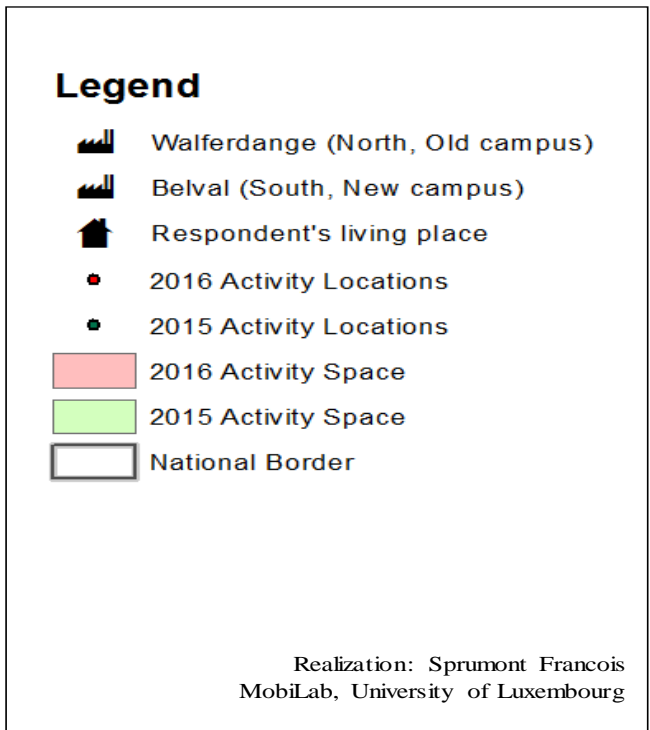 Legend
Walferdange (North, Old campus)
Belval (South, New campus)
Respondent's living place
2016 Activity Locations
2015 Activity Locations
2016 Activity Space
2015 Activity Space
National Border
Realization: Sprumont Francois
MobiLab, University of Luxembourg